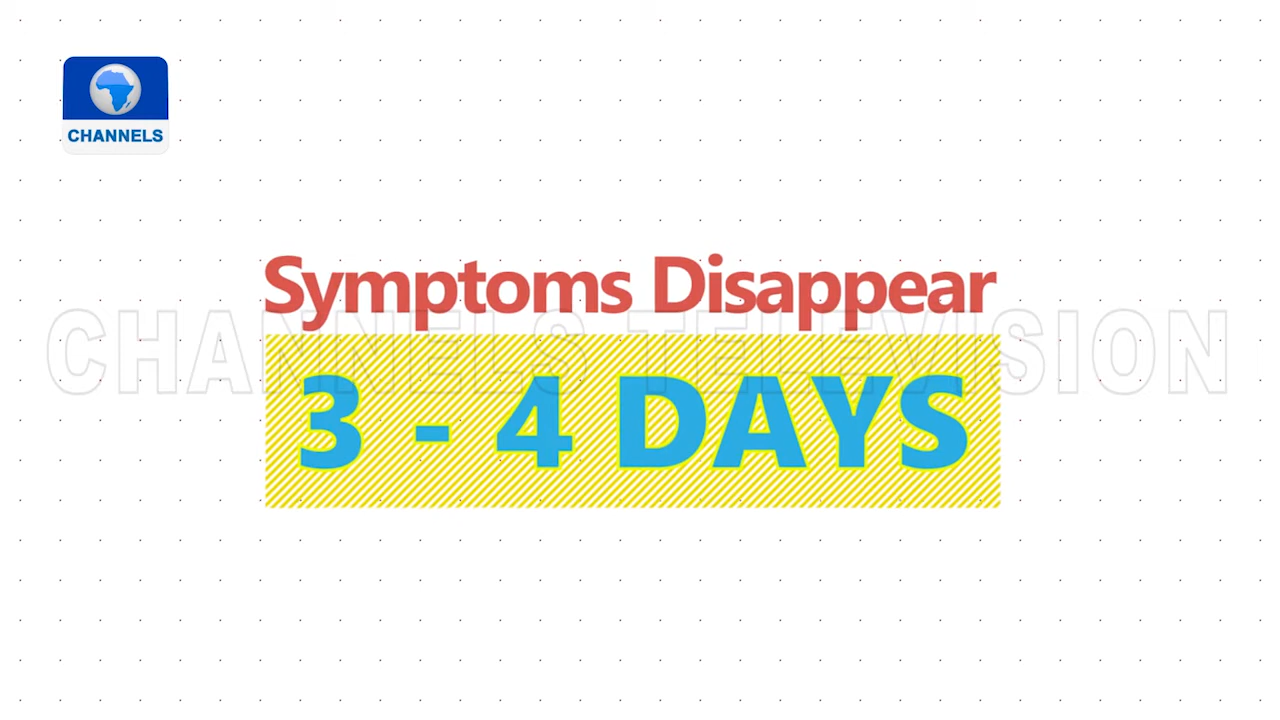 CHANNELS
Symptoms Disappear
CHANNELS TELEVISION
3 - 4 DAYS